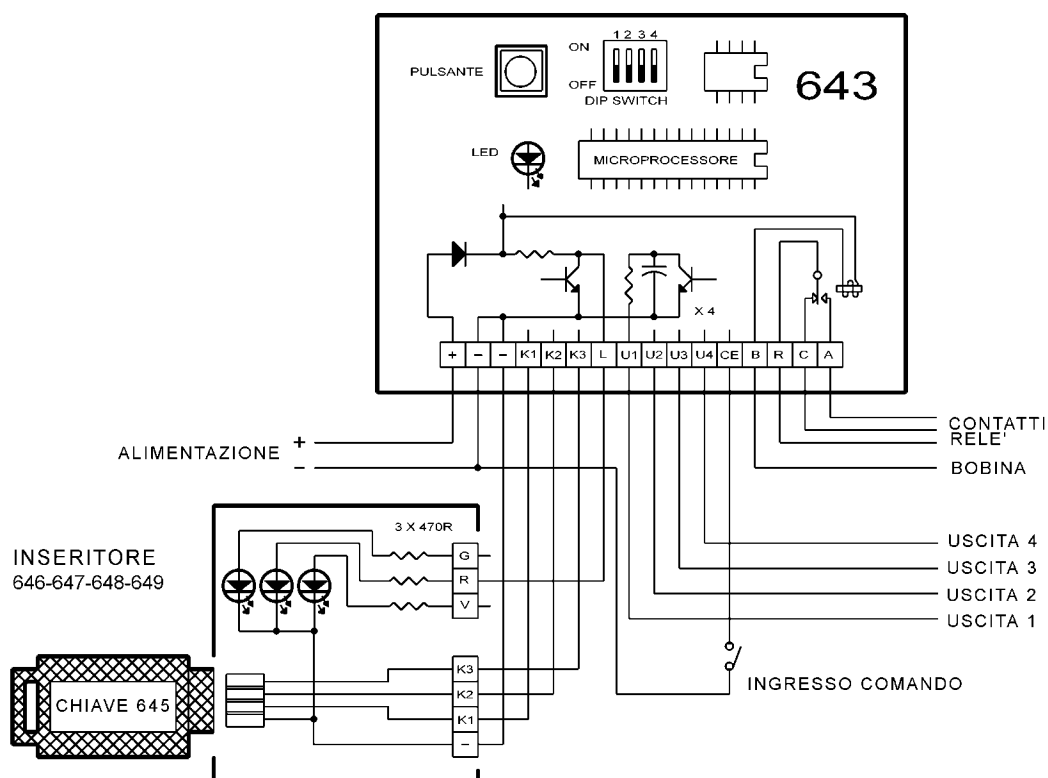 1 2 3 4
ON
PULSANTE
OFF
DIP SWITCH
643
LED
MICROPROCESSORE
X 4
+ − − K1 K2 K3 L U1 U2 U3 U4 CE B R C A
CONTATTI
RELE'
ALIMENTAZIONE + −
BOBINA
3 X 470R
INSERITORE
646-647-648-649
G
R
V
USCITA 4
USCITA 3
USCITA 2
USCITA 1
K3
K2
K1
−
CHIAVE 645
INGRESSO COMANDO